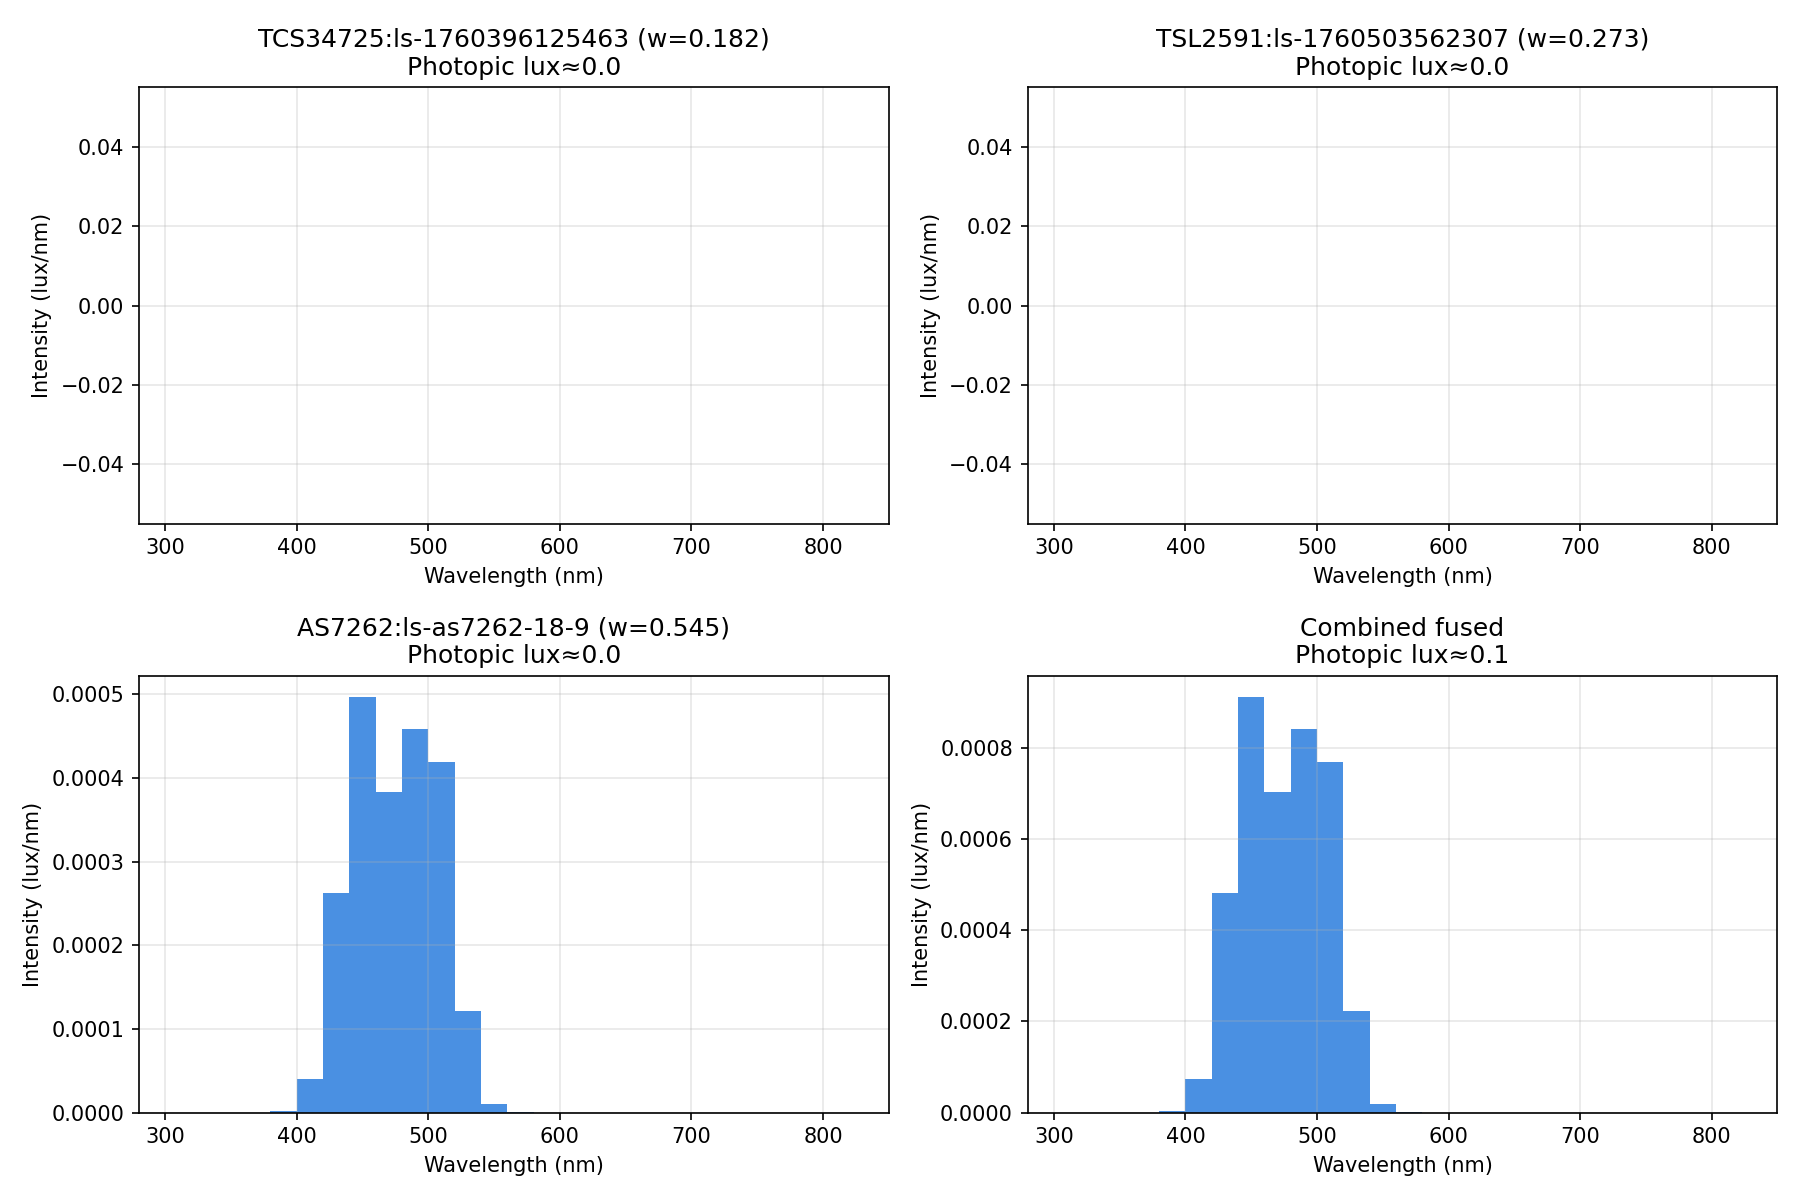 TCS34725:ls-1760396125463 (w=0.182)
Photopic lux≈0.0
0.04
0.02
0.00
−0.02
−0.04
Intensity (lux/nm)
300 400 500 600 700 800
Wavelength (nm)
TSL2591:ls-1760503562307 (w=0.273)
Photopic lux≈0.0
0.04
0.02
0.00
−0.02
−0.04
Intensity (lux/nm)
300 400 500 600 700 800
Wavelength (nm)
AS7262:ls-as7262-18-9 (w=0.545)
Photopic lux≈0.0
0.0005
0.0004
0.0003
0.0002
0.0001
0.0000
Intensity (lux/nm)
300 400 500 600 700 800
Wavelength (nm)
Combined fused
Photopic lux≈0.1
0.0008
0.0006
0.0004
0.0002
0.0000
Intensity (lux/nm)
300 400 500 600 700 800
Wavelength (nm)